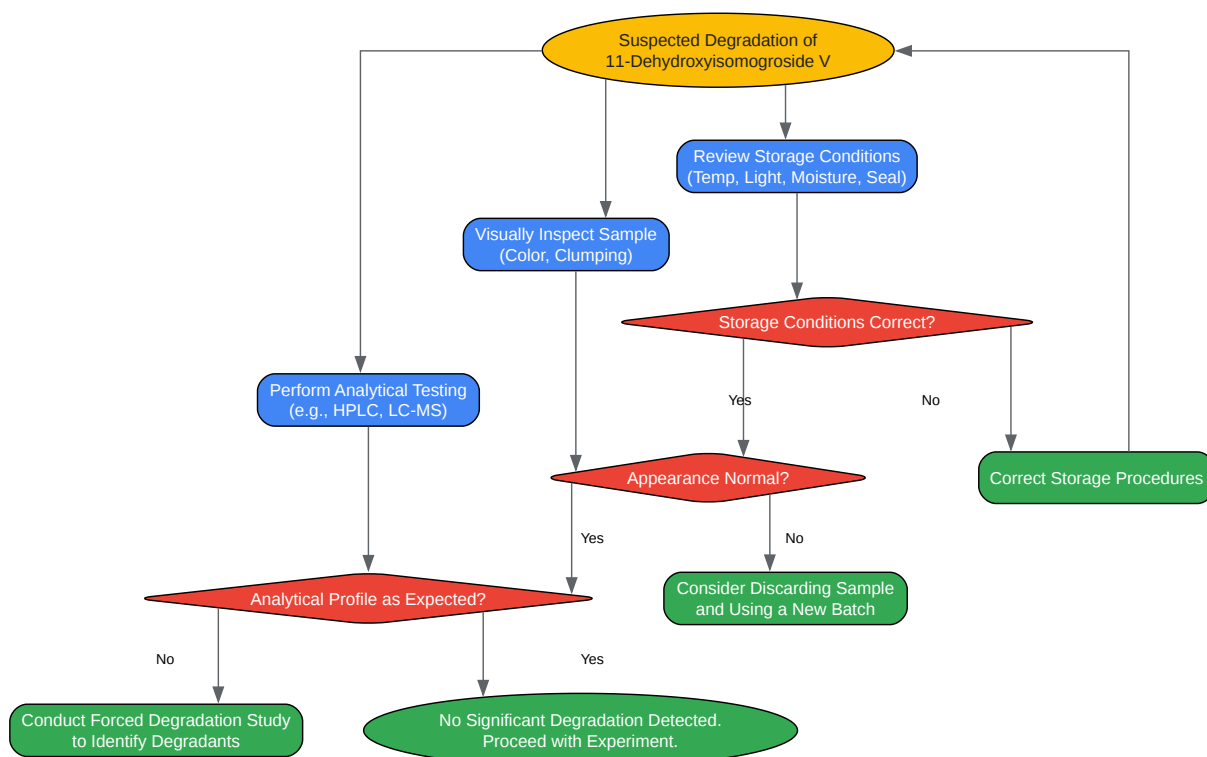 Suspected Degradation of
11-Dehydroxyisomogroside V
Review Storage Conditions
(Temp, Light, Moisture, Seal)
Visually Inspect Sample
(Color, Clumping)
Storage Conditions Correct?
Perform Analytical Testing
(e.g., HPLC, LC-MS)
Yes
No
Appearance Normal?
Correct Storage Procedures
Yes
No
Consider Discarding Sample
and Using a New Batch
Analytical Profile as Expected?
No
Yes
Conduct Forced Degradation Study
to Identify Degradants
No Significant Degradation Detected.
Proceed with Experiment.